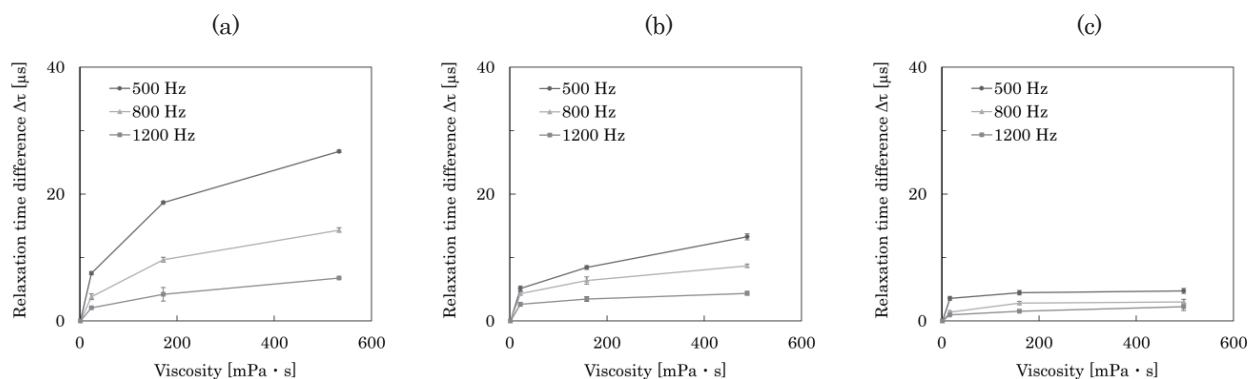 (a)
Relaxation time difference Δτ [μs]
40
20
0
500 Hz
800 Hz
1200 Hz
0
200
400
600
Viscosity [mPa・s]
(b)
Relaxation time difference Δτ [μs]
40
20
0
500 Hz
800 Hz
1200 Hz
0
200
400
600
Viscosity [mPa・s]
(c)
Relaxation time difference Δτ [μs]
40
20
0
500 Hz
800 Hz
1200 Hz
0
200
400
600
Viscosity [mPa・s]